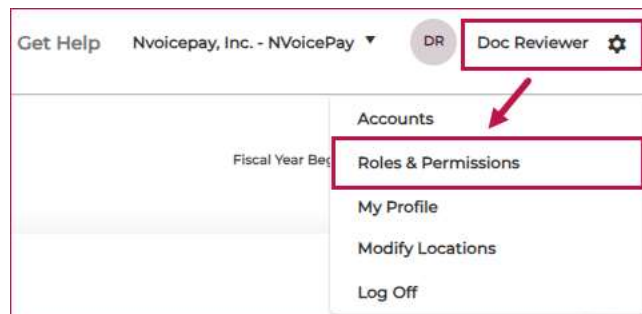 Get Help Nvoicepay, Inc. - NVoicePay ▼ DR Doc Reviewer
Accounts
Fiscal Year Beg
Roles & Permissions
My Profile
Modify Locations
Log Off